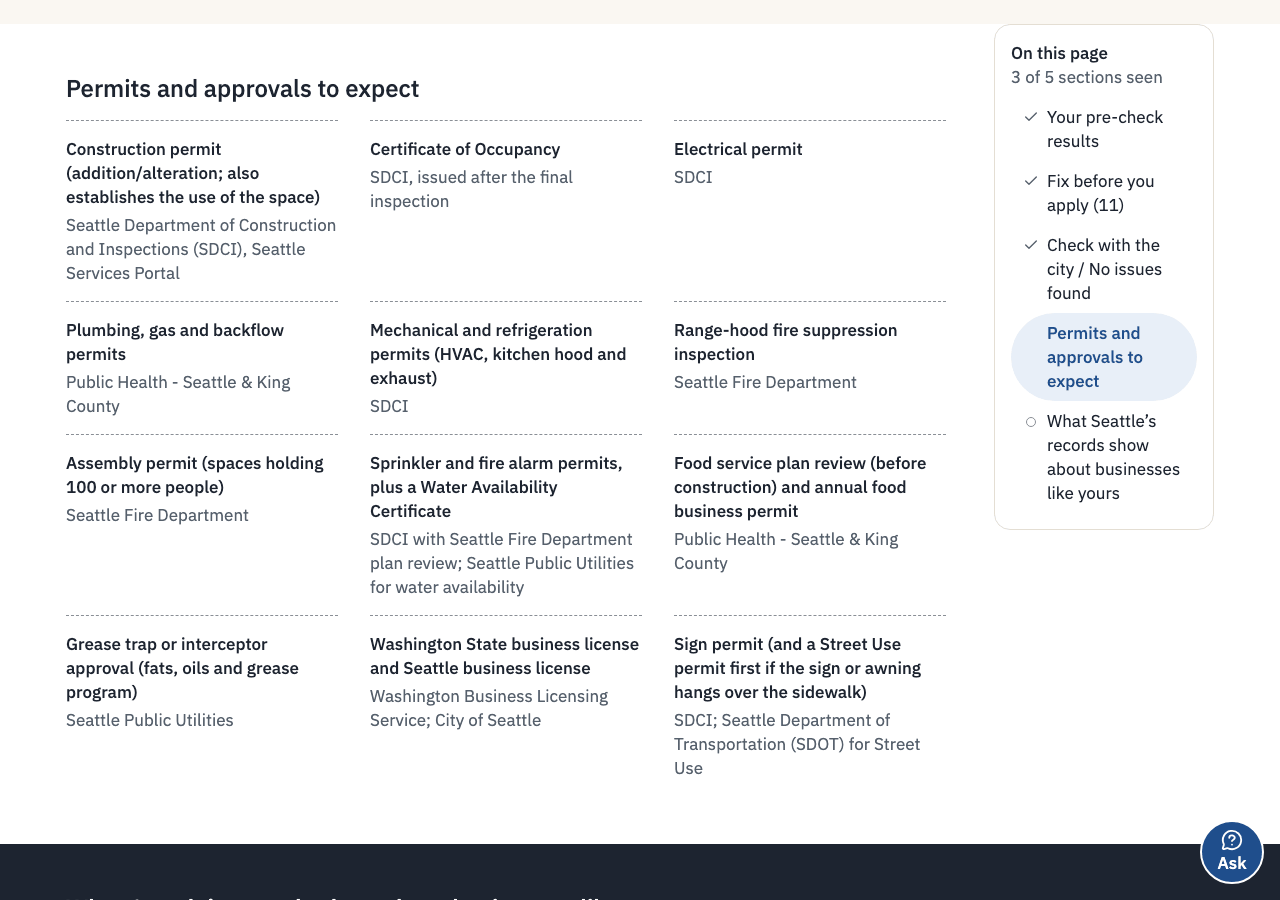 Permits and approvals to expect
Construction permit
(addition/alteration; also
establishes the use of the space)
Seattle Department of Construction
and Inspections (SDCI), Seattle
Services Portal
Certificate of Occupancy
SDCI, issued after the final
inspection
Electrical permit
SDCI
Plumbing, gas and backflow
permits
Public Health - Seattle & King
County
Mechanical and refrigeration
permits (HVAC, kitchen hood and
exhaust)
SDCI
Range-hood fire suppression
inspection
Seattle Fire Department
Assembly permit (spaces holding
100 or more people)
Seattle Fire Department
Sprinkler and fire alarm permits,
plus a Water Availability
Certificate
SDCI with Seattle Fire Department
plan review; Seattle Public Utilities
for water availability
Food service plan review (before
construction) and annual food
business permit
Public Health - Seattle & King
County
Grease trap or interceptor
approval (fats, oils and grease
program)
Seattle Public Utilities
Washington State business license
and Seattle business license
Washington Business Licensing
Service; City of Seattle
Sign permit (and a Street Use
permit first if the sign or awning
hangs over the sidewalk)
SDCI; Seattle Department of
Transportation (SDOT) for Street
Use
On this page
3 of 5 sections seen
Your pre-check
results
Fix before you
apply (11)
Check with the
city / No issues
found
Permits and
approvals to
expect
What Seattle’s
records show
about businesses
like yours
Ask